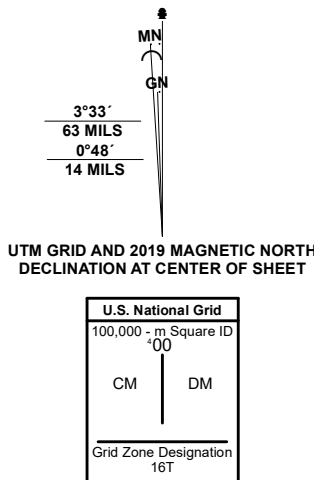 MN
GN
3°33´
63 MILS
0°48´
14 MILS
UTM GRID AND 2019 MAGNETIC NORTH
DECLINATION AT CENTER OF SHEET
U.S. National Grid
100,000 - m Square ID
⁴00
CM DM
Grid Zone Designation
16T